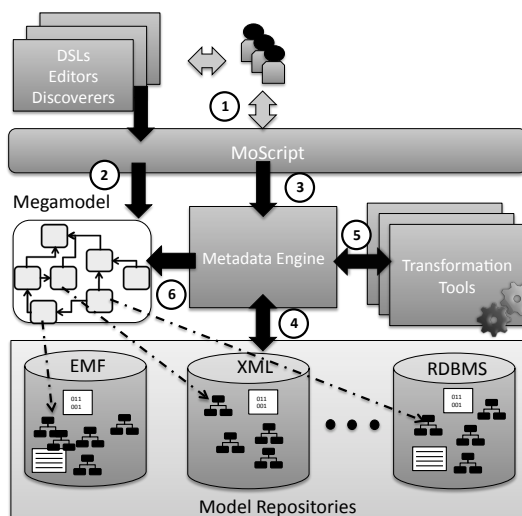 DSLs
Editors
Discoverers
1
MoScript
2
3
Megamodel
Metadata Engine
5
Transformation
Tools
6
4
EMF
XML
RDBMS
011
001
011
001
011
001
Model Repositories